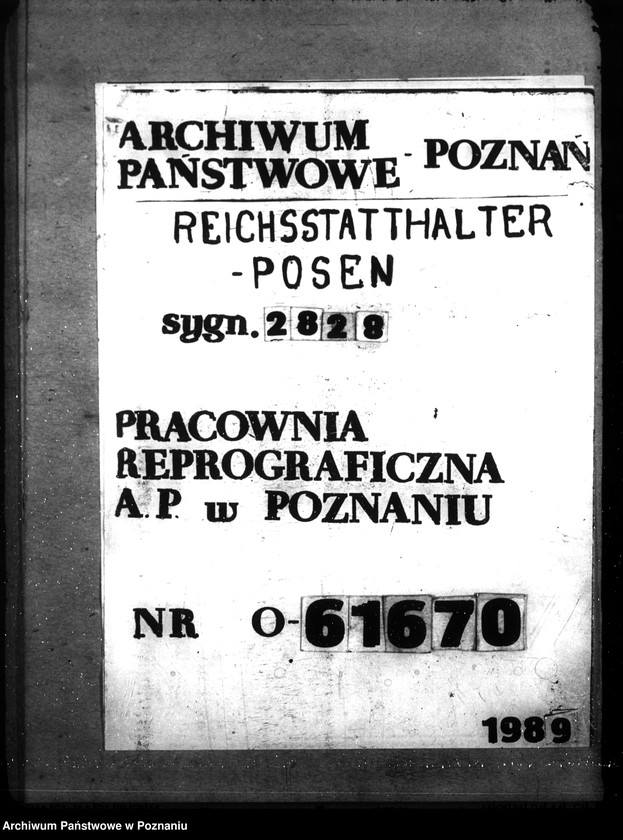 ARCHIWUM
PAŃSTWOWE - POZNAŃ
REICHSSTATTHALTER
-POSEN
sygn. 2828
PRACOWNIA
REPROGRAFICZNA
A.P. w POZNANIU
NR O-61670
1989
Archiwum Państwowe w Poznaniu